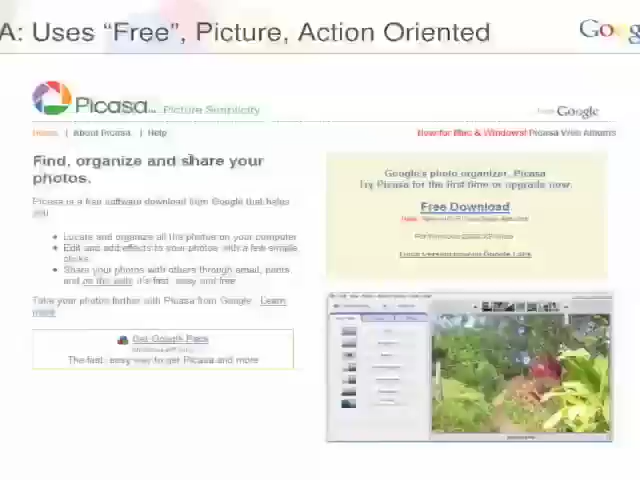 A: Uses “Free”, Picture, Action Oriented
Goog
Picasa Picture Simplicity
from Google
Home | About Picasa | Help
New for Mac & Windows! Picasa Web Albums
Find, organize and share your
photos.
Picasa is a free software download from Google that helps
you
Locate and organize all the photos on your computer
Edit and add effects to your photos with a few simple
clicks
Share your photos with others through email, prints
and on the web it's fast, easy and free
Take your photos further with Picasa from Google. Learn
more
Get Google Pack
The fast, easy way to get Picasa and more
Google's photo organizer, Picasa
Try Picasa for the first time or upgrade now.
Free Download